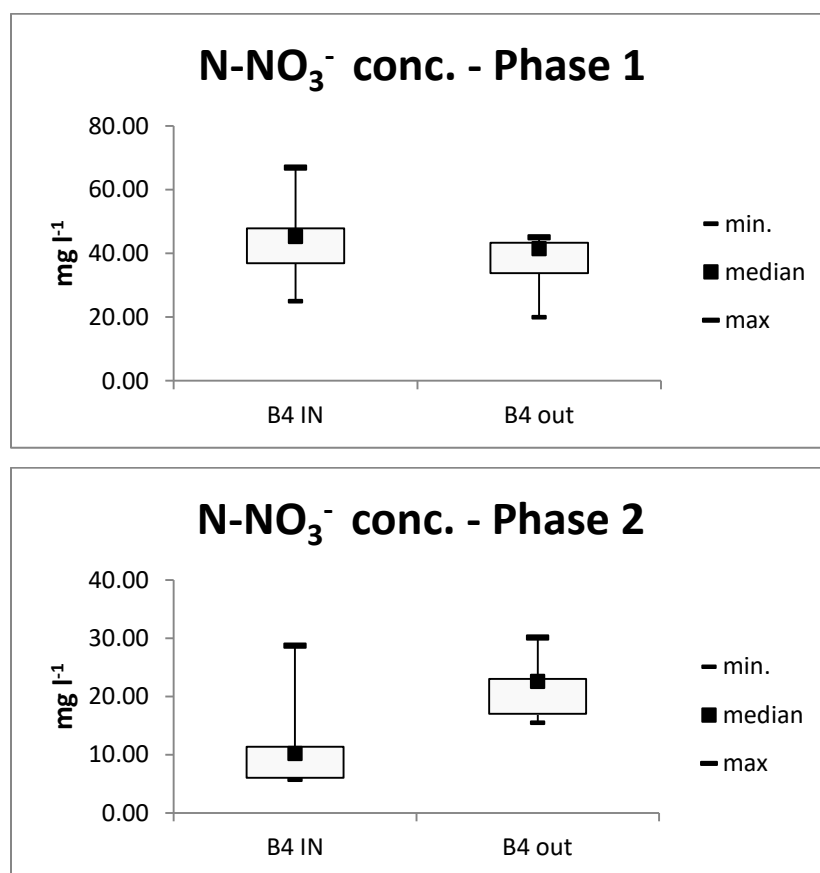 N-NO₃⁻ conc. - Phase 1
80.00
60.00
40.00
20.00
0.00
mg l⁻¹
B4 IN
B4 out
min.
median
max
N-NO₃⁻ conc. - Phase 2
40.00
30.00
20.00
10.00
0.00
mg l⁻¹
B4 IN
B4 out
min.
median
max